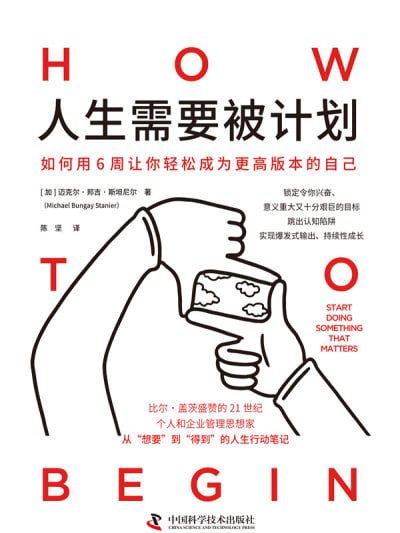 HOW
人生需要被计划
如何用6周让你轻松成为更高版本的自己
[加]迈克尔·邦吉·斯坦尼尔 著
(Michael Bungay Stanier)
陈坚 译
锁定令你兴奋、
意义重大又十分艰巨的目标
跳出认知陷阱
实现爆发式输出、持续性成长
TO
START
DOING
SOMETHING
THAT
MATTERS
比尔·盖茨盛赞的21世纪
个人和企业管理思想家
从“想要”到“得到”的人生行动笔记
BEGIN
中国科学技术出版社
CHINA SCIENCE AND TECHNOLOGY PRESS